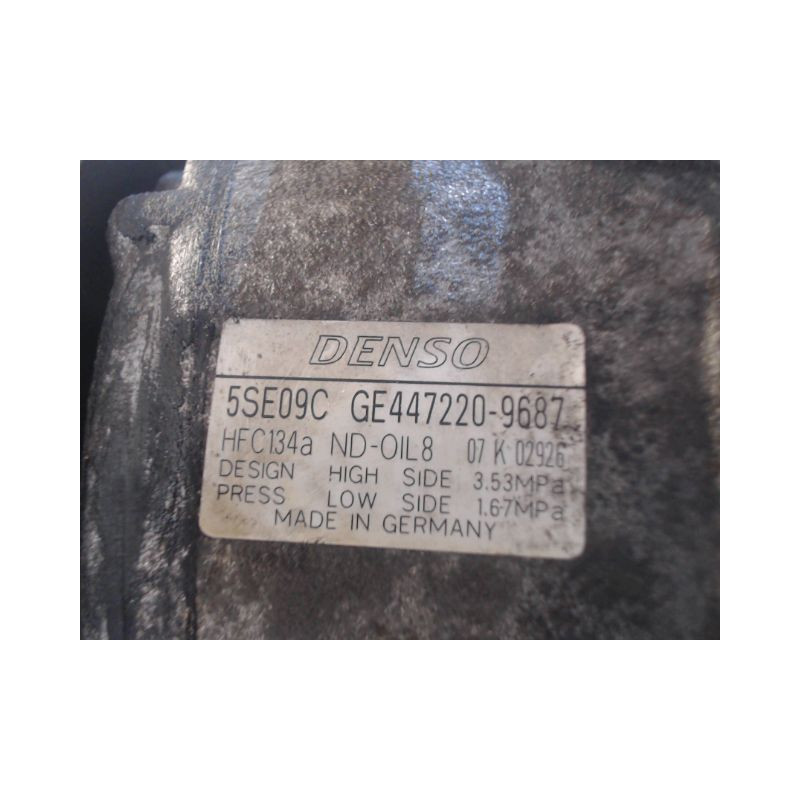 DENSO
5SE09C GE447220-9687
HFC134a ND-OIL8 07 K 02926
DESIGN HIGH SIDE 3.53MPa
PRESS LOW SIDE 1.67MPa
MADE IN GERMANY